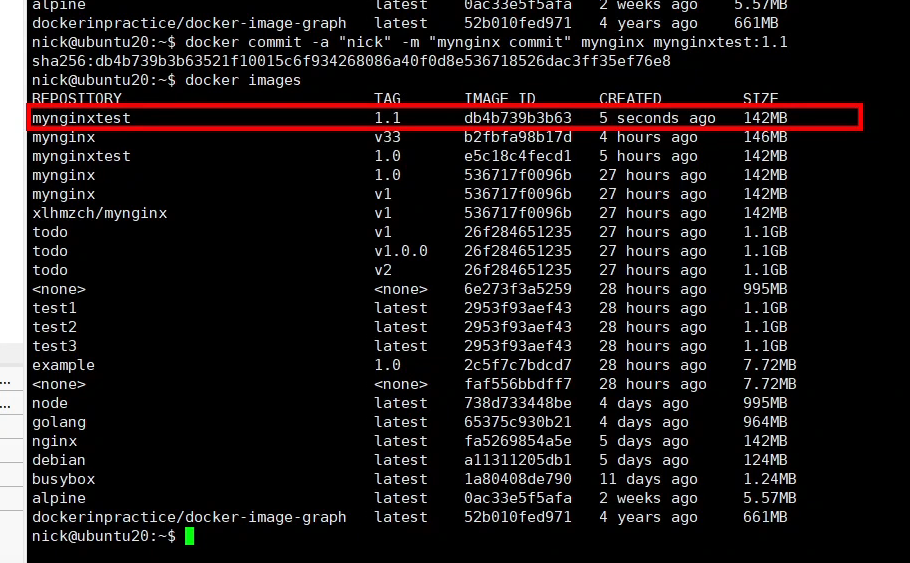 alpine latest 0ac33e5f5afa 2 weeks ago 5.57MB
dockerinpractice/docker-image-graph latest 52b010fed971 4 years ago 661MB
nick@ubuntu20:~$ docker commit -a "nick" -m "mynginx commit" mynginx mynginxtest:1.1
sha256:db4b739b3b63521f10015c6f934268086a40f0d8e536718526dac3ff35ef76e8
nick@ubuntu20:~$ docker images
REPOSITORY TAG IMAGE ID CREATED SIZE
mynginxtest 1.1 db4b739b3b63 5 seconds ago 142MB
mynginx v33 b2fbfa98b17d 4 hours ago 146MB
mynginxtest 1.0 e5c18c4fecd1 5 hours ago 142MB
mynginx 1.0 536717f0096b 27 hours ago 142MB
mynginx v1 536717f0096b 27 hours ago 142MB
xlhmzch/mynginx v1 536717f0096b 27 hours ago 142MB
todo v1 26f284651235 27 hours ago 1.1GB
todo v1.0.0 26f284651235 27 hours ago 1.1GB
todo v2 26f284651235 27 hours ago 1.1GB
<none> <none> 6e273f3a5259 28 hours ago 995MB
test1 latest 2953f93aef43 28 hours ago 1.1GB
test2 latest 2953f93aef43 28 hours ago 1.1GB
test3 latest 2953f93aef43 28 hours ago 1.1GB
example 1.0 2c5f7c7bdcd7 28 hours ago 7.72MB
<none> <none> faf556bbdff7 28 hours ago 7.72MB
node latest 738d733448be 4 days ago 995MB
golang latest 65375c930b21 4 days ago 964MB
nginx latest fa5269854a5e 5 days ago 142MB
debian latest a11311205db1 5 days ago 124MB
busybox latest 1a80408de790 11 days ago 1.24MB
alpine latest 0ac33e5f5afa 2 weeks ago 5.57MB
dockerinpractice/docker-image-graph latest 52b010fed971 4 years ago 661MB
nick@ubuntu20:~$